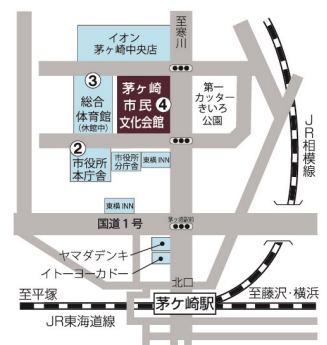 イオン
茅ヶ崎中央店
至寒川
③
総合
体育館
(休館中)
茅ヶ崎
市民④
文化会館
第一
カッター
きいろ
公園
JR相模線
②
市役所
本庁舎
市役所
分庁舎
東横INN
東横INN
国道1号
茅ヶ崎駅前
ヤマダデンキ
イトーヨーカドー
北口
至平塚
茅ケ崎駅
至藤沢・横浜
JR東海道線